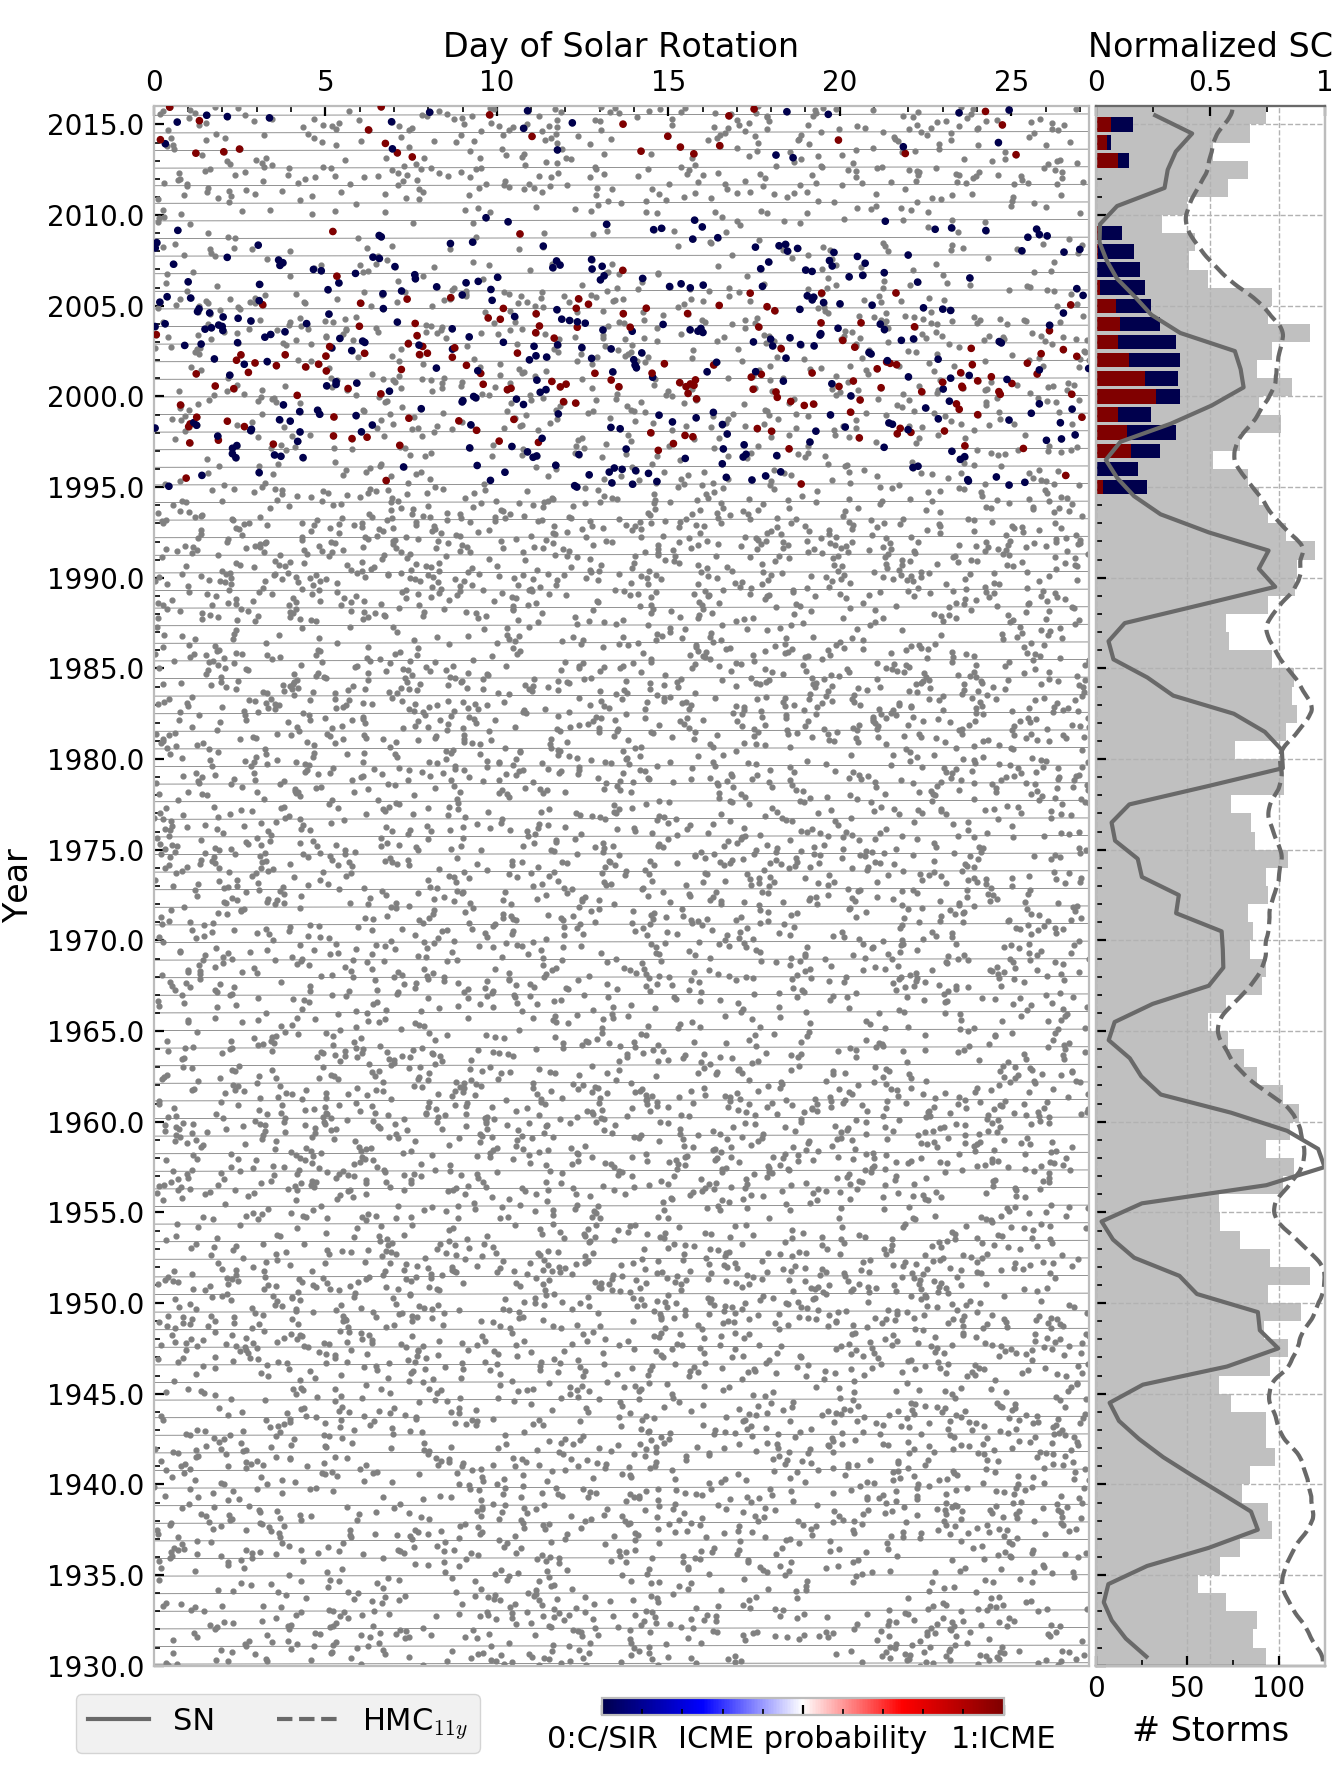 Day of Solar Rotation
Normalized SC
0 5 10 15 20 25
0 0.5 1
2015.0
2010.0
2005.0
2000.0
1995.0
1990.0
1985.0
1980.0
1975.0
1970.0
1965.0
1960.0
1955.0
1950.0
1945.0
1940.0
1935.0
1930.0
Year
0 50 100
# Storms
SN
HMC11y
0:C/SIR ICME probability 1:ICME